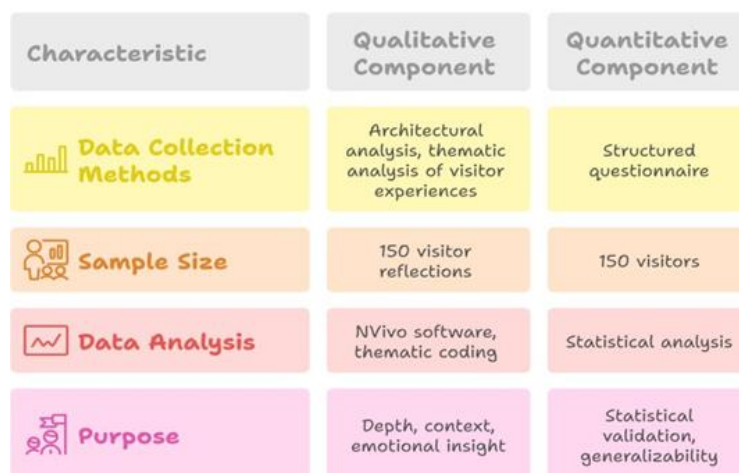 Characteristic
Qualitative
Component
Quantitative
Component
Data Collection
Methods
Architectural
analysis, thematic
analysis of visitor
experiences
Structured
questionnaire
Sample Size
150 visitor
reflections
150 visitors
Data Analysis
NVivo software,
thematic coding
Statistical analysis
Purpose
Depth, context,
emotional insight
Statistical
validation,
generalizability